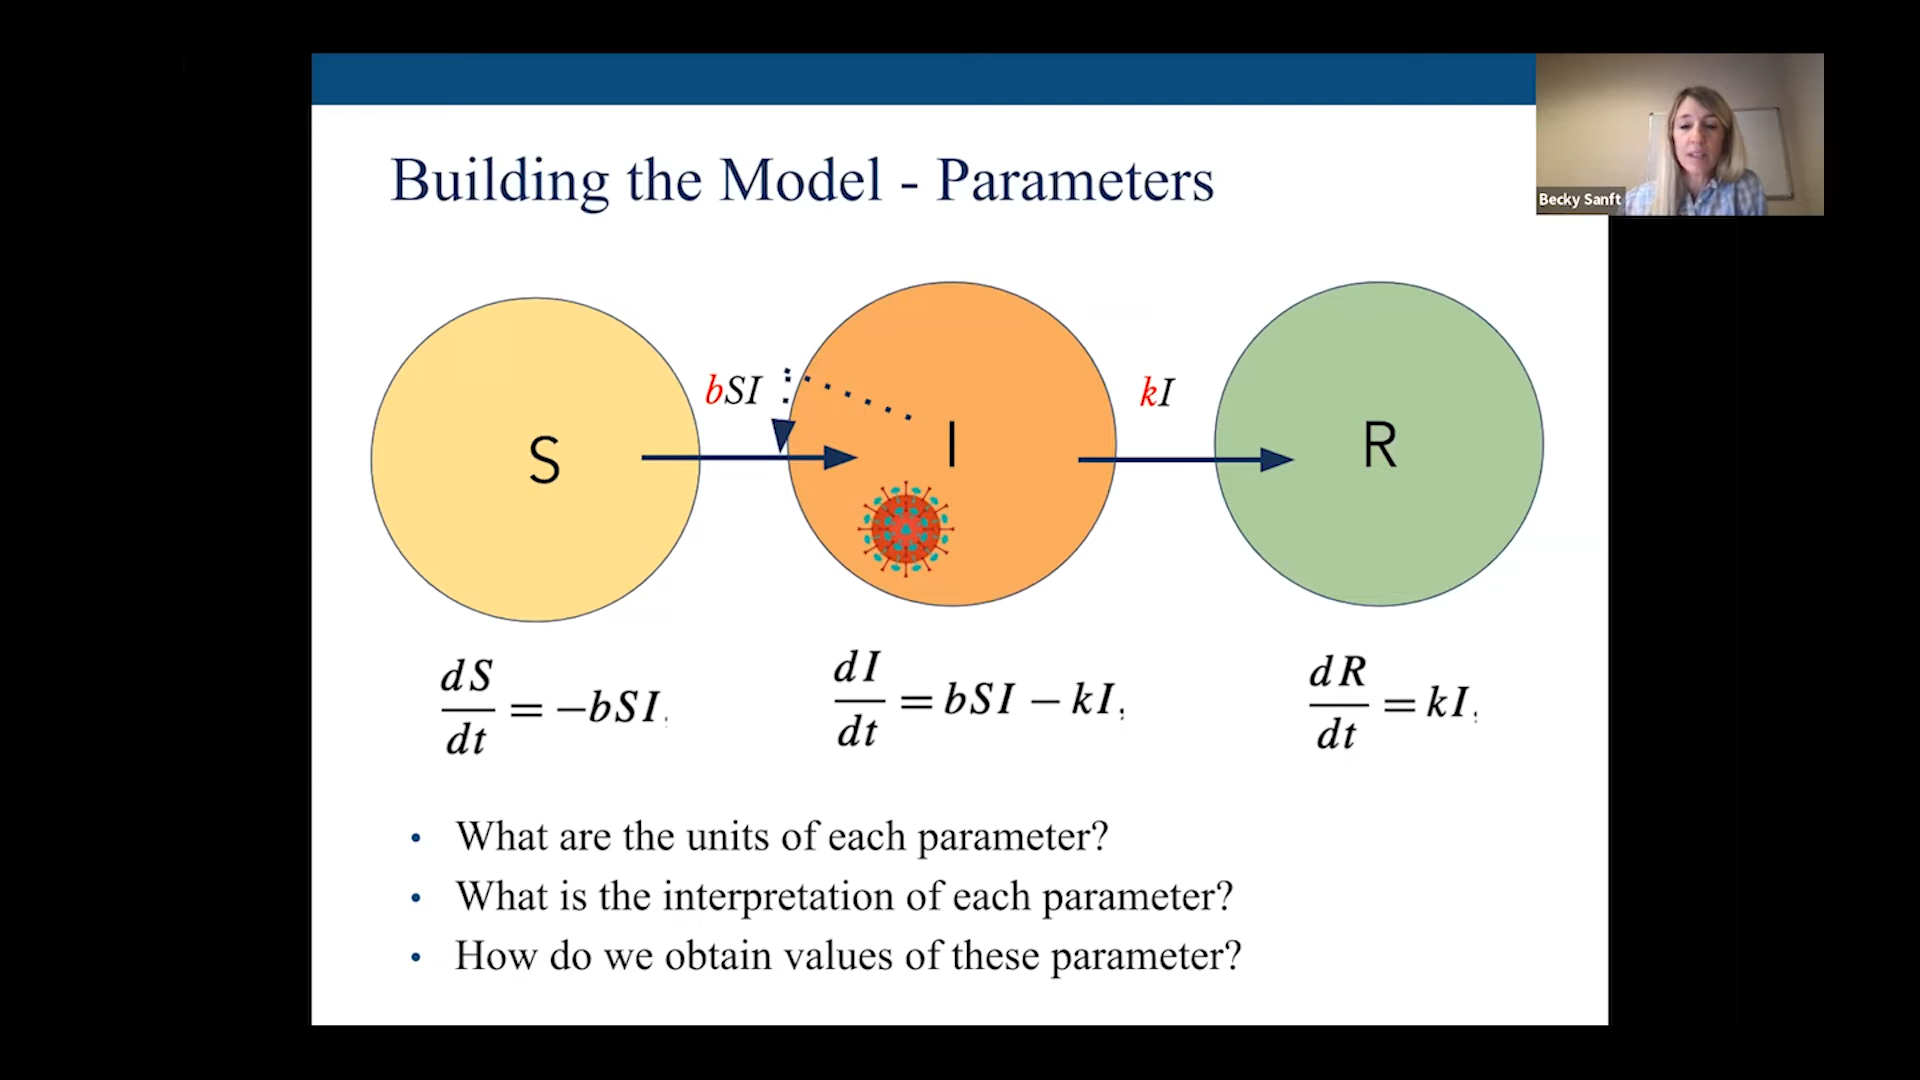 Becky Sanft
Building the Model - Parameters
bSI
kI
S
I
R
dS/dt = −bSI,
dI/dt = bSI − kI,
dR/dt = kI,
• What are the units of each parameter?
• What is the interpretation of each parameter?
• How do we obtain values of these parameter?